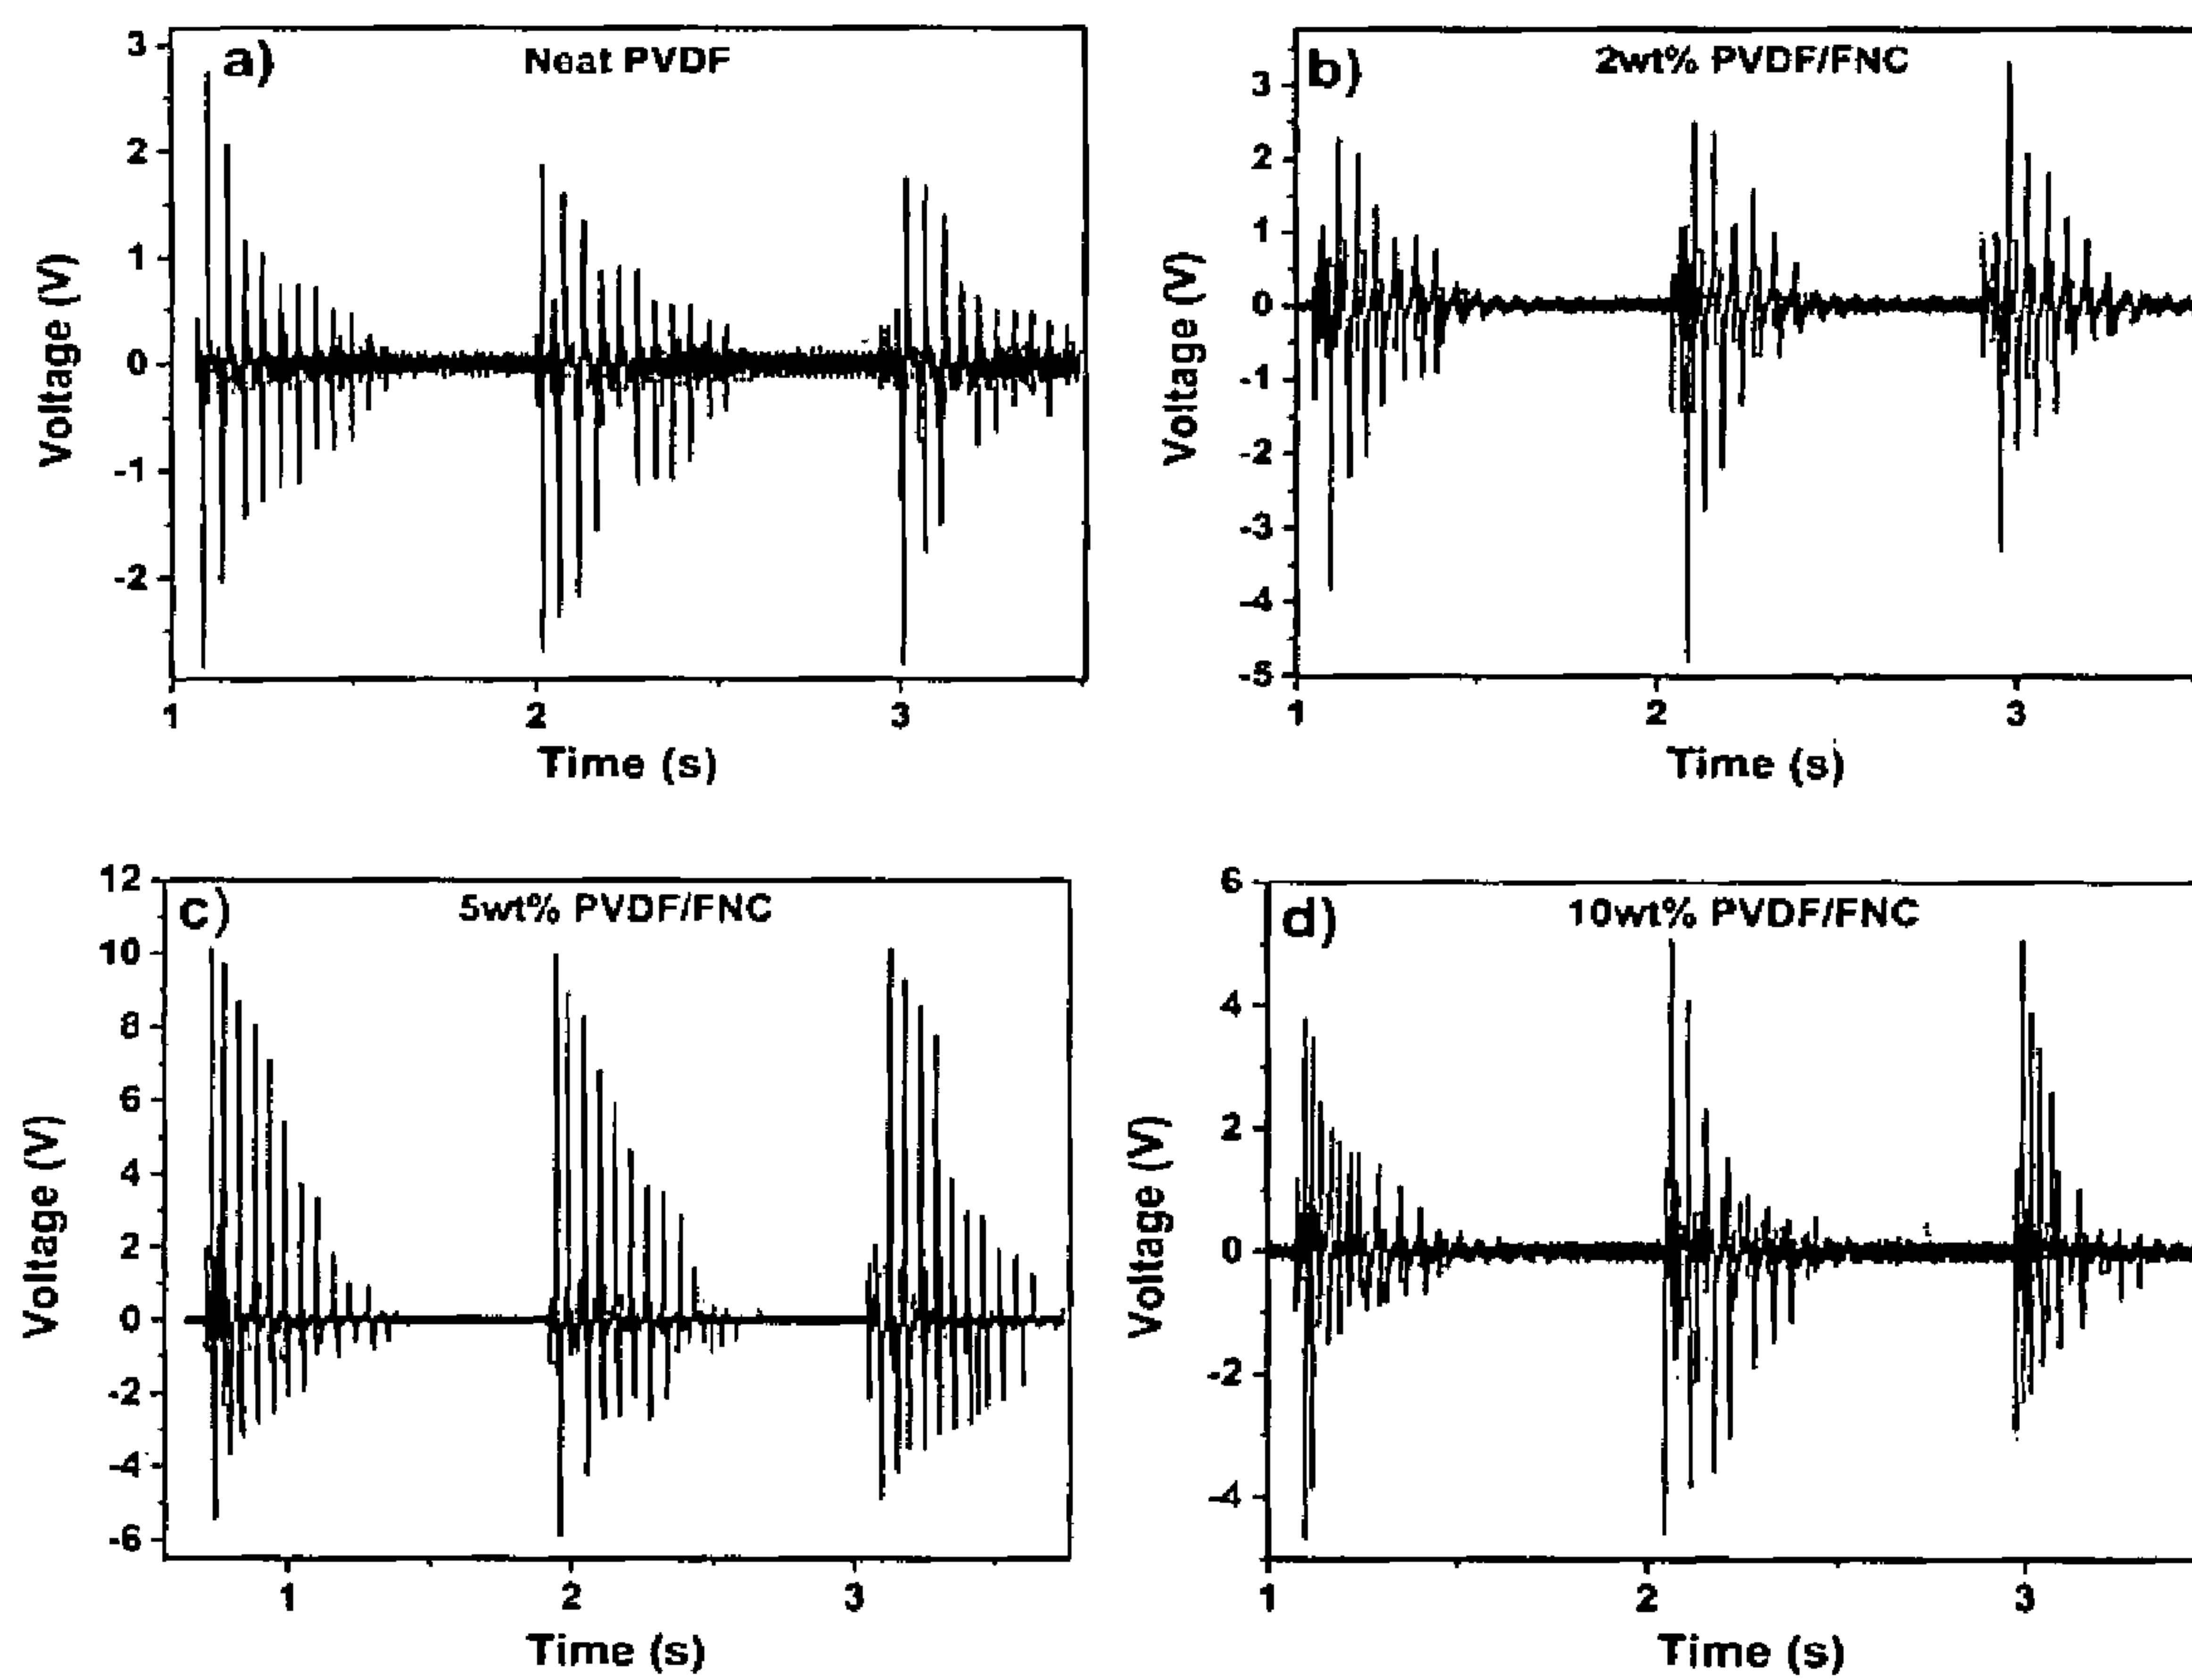 a) Neat PVDF
3
2
1
0
-1
-2
Voltage (V)
1 2 3
Time (s)
b) 2wt% PVDF/FNC
3
2
1
0
-1
-2
-3
-4
-5
Voltage (V)
1 2 3
Time (s)
c) 5wt% PVDF/FNC
12
10
8
6
4
2
0
-2
-4
-6
Voltage (V)
1 2 3
Time (s)
d) 10wt% PVDF/FNC
6
4
2
0
-2
-4
Voltage (V)
1 2 3
Time (s)